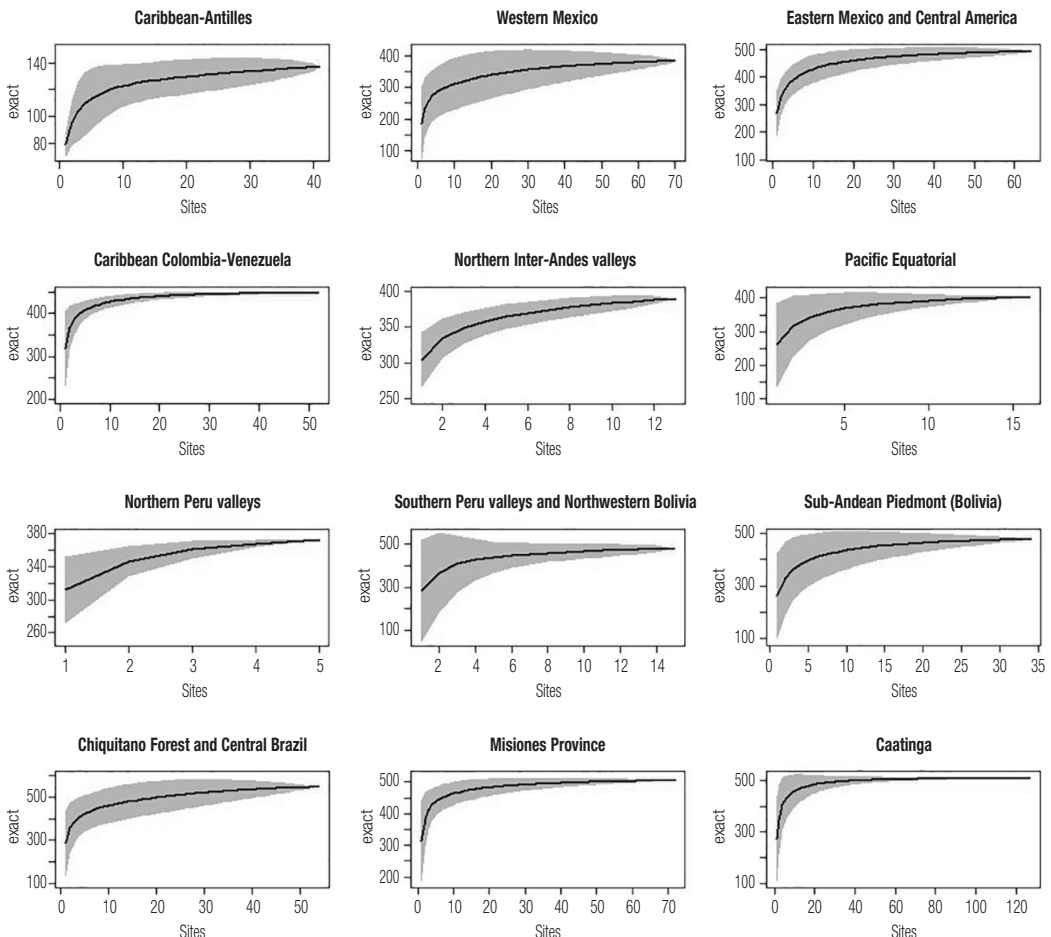 Caribbean-Antilles
exact
140
100
80
0 10 20 30 40
Sites
Western Mexico
exact
400
300
200
100
0 10 20 30 40 50 60 70
Sites
Eastern Mexico and Central America
exact
500
400
300
200
100
0 10 20 30 40 50 60
Sites
Caribbean Colombia-Venezuela
exact
400
300
200
0 10 20 30 40 50
Sites
Northern Inter-Andes valleys
exact
400
350
300
250
2 4 6 8 10 12
Sites
Pacific Equatorial
exact
400
300
200
100
5 10 15
Sites
Northern Peru valleys
exact
380
340
300
260
1 2 3 4 5
Sites
Southern Peru valleys and Northwestern Bolivia
exact
500
300
100
2 4 6 8 10 12 14
Sites
Sub-Andean Piedmont (Bolivia)
exact
500
300
100
0 5 10 15 20 25 30 35
Sites
Chiquitano Forest and Central Brazil
exact
500
300
100
0 10 20 30 40 50
Sites
Misiones Province
exact
500
400
300
200
0 10 20 30 40 50 60 70
Sites
Caatinga
exact
500
300
100
0 20 40 60 80 100 120
Sites